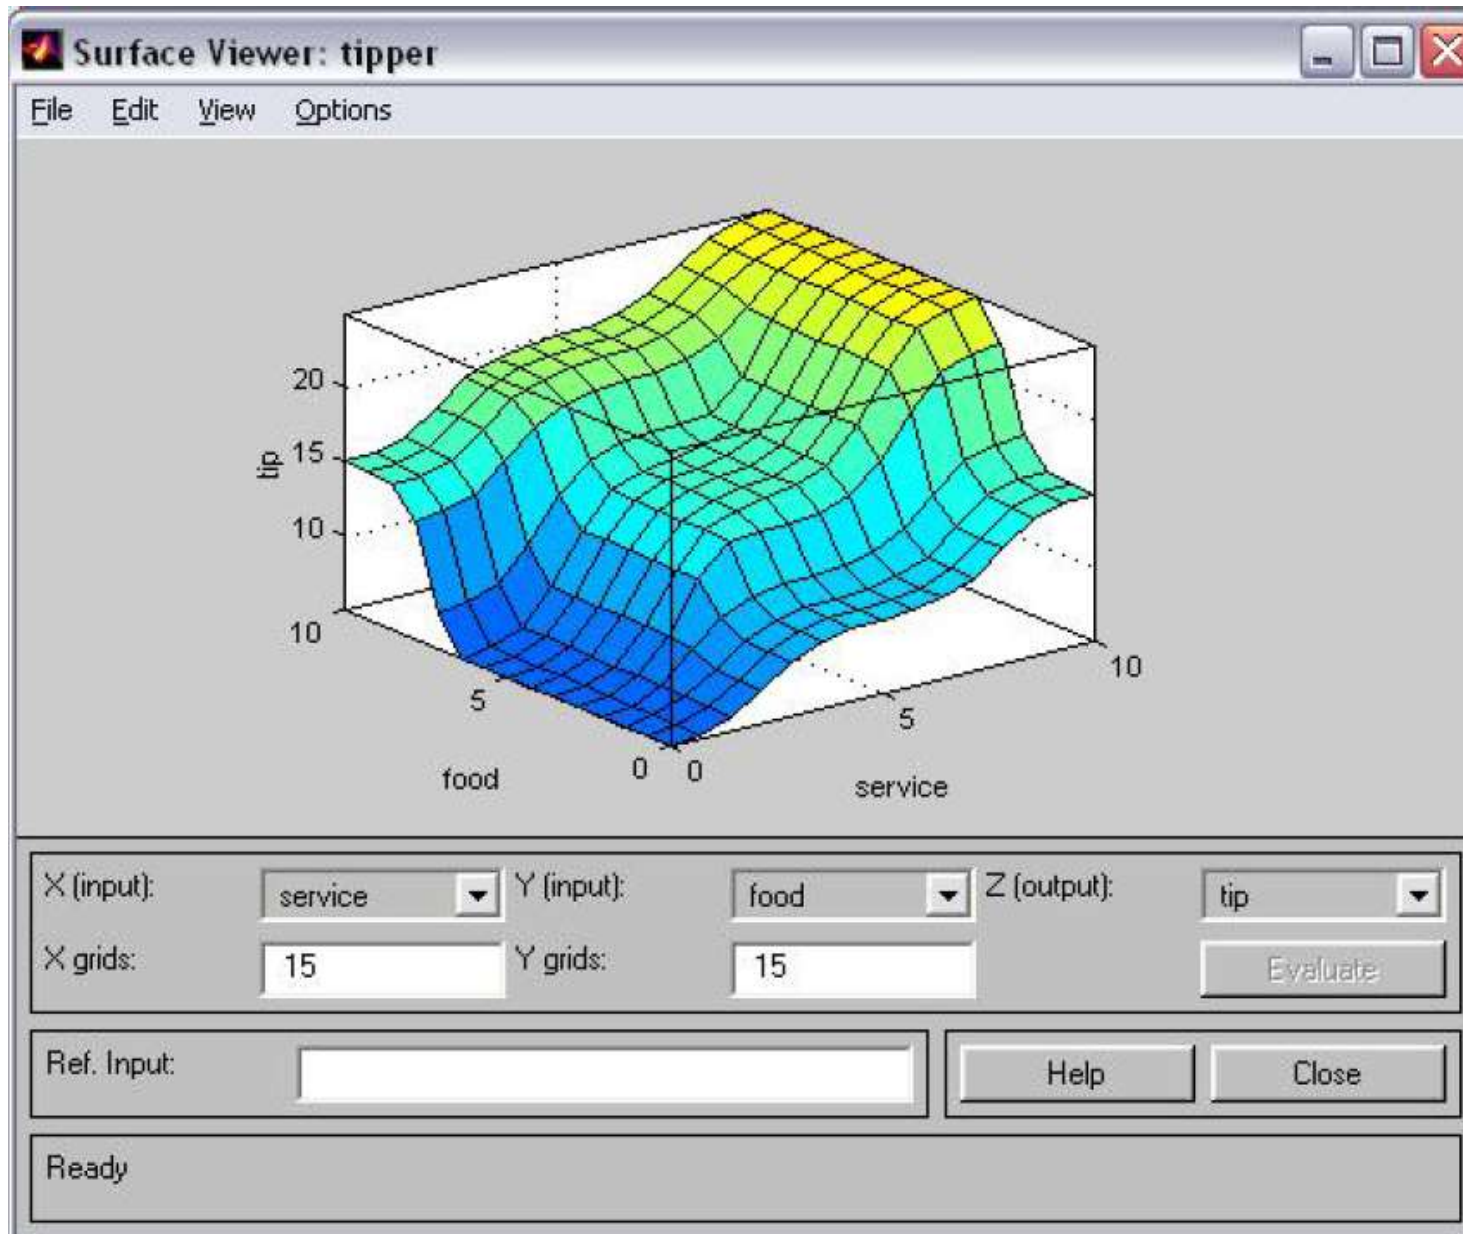 Surface Viewer: tipper
File Edit View Options
20
15
10
tip
10
5
0
food
0
5
10
service
X (input): service Y (input): food Z (output): tip
X grids: 15 Y grids: 15 Evaluate
Ref. Input: Help Close
Ready